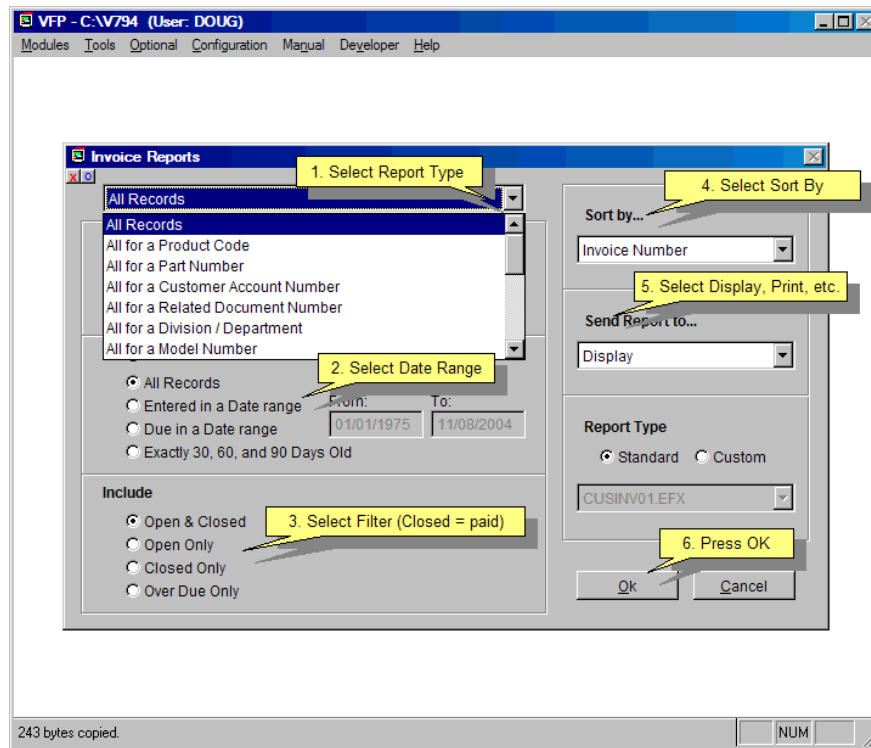 VFP - C:\V794 (User: DOUG)
Modules Tools Optional Configuration Manual Developer Help
Invoice Reports
X O
1. Select Report Type
All Records
All Records
All for a Product Code
All for a Part Number
All for a Customer Account Number
All for a Related Document Number
All for a Division / Department
All for a Model Number
2. Select Date Range
All Records
Entered in a Date range
Due in a Date range
Exactly 30, 60, and 90 Days Old
From: To:
01/01/1975 11/08/2004
Include
Open & Closed
Open Only
Closed Only
Over Due Only
3. Select Filter (Closed = paid)
4. Select Sort By
Sort by...
Invoice Number
5. Select Display, Print, etc.
Send Report to...
Display
Report Type
Standard Custom
CUSINV01.EFX
6. Press OK
Ok Cancel
243 bytes copied.
NUM